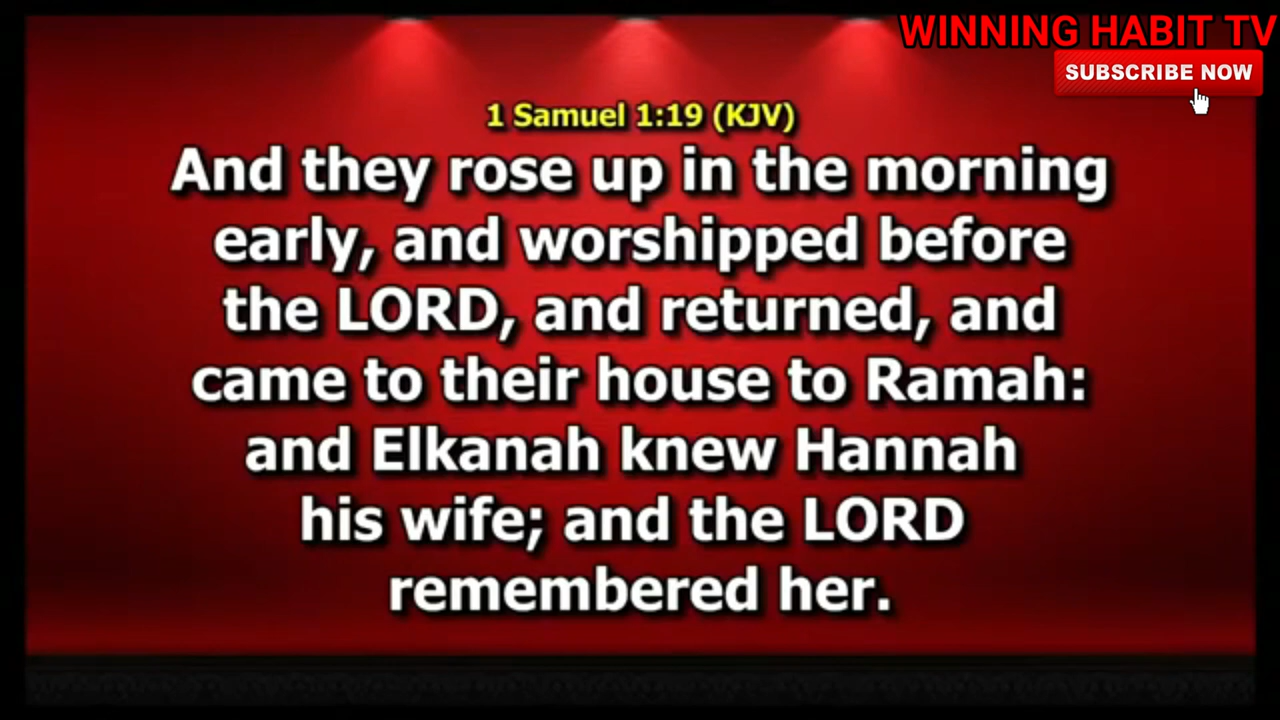 WINNING HABIT TV
SUBSCRIBE NOW
1 Samuel 1:19 (KJV)
And they rose up in the morning
early, and worshipped before
the LORD, and returned, and
came to their house to Ramah:
and Elkanah knew Hannah
his wife; and the LORD
remembered her.